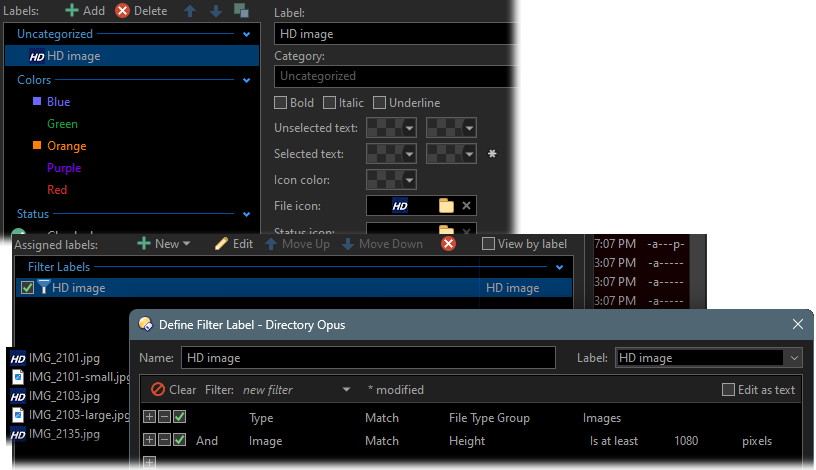 Labels: Add Delete
Uncategorized
HD HD image
Colors
Blue
Green
Orange
Purple
Red
Status
Label:
HD image
Category:
Uncategorized
Bold Italic Underline
Unselected text:
Selected text: *
Icon color:
File icon: HD
Assigned labels: New Edit Move Up Move Down View by label
Filter Labels
HD image HD image
7:07 PM -a---p-
3:07 PM -a-----
3:07 PM -a-----
3:07 PM -a-----
HD IMG_2101.jpg
IMG_2101-small.jpg
HD IMG_2103.jpg
IMG_2103-large.jpg
HD IMG_2135.jpg
Define Filter Label - Directory Opus
Name: HD image Label: HD image
Clear Filter: new filter * modified Edit as text
Type Match File Type Group Images
And Image Match Height Is at least 1080 pixels